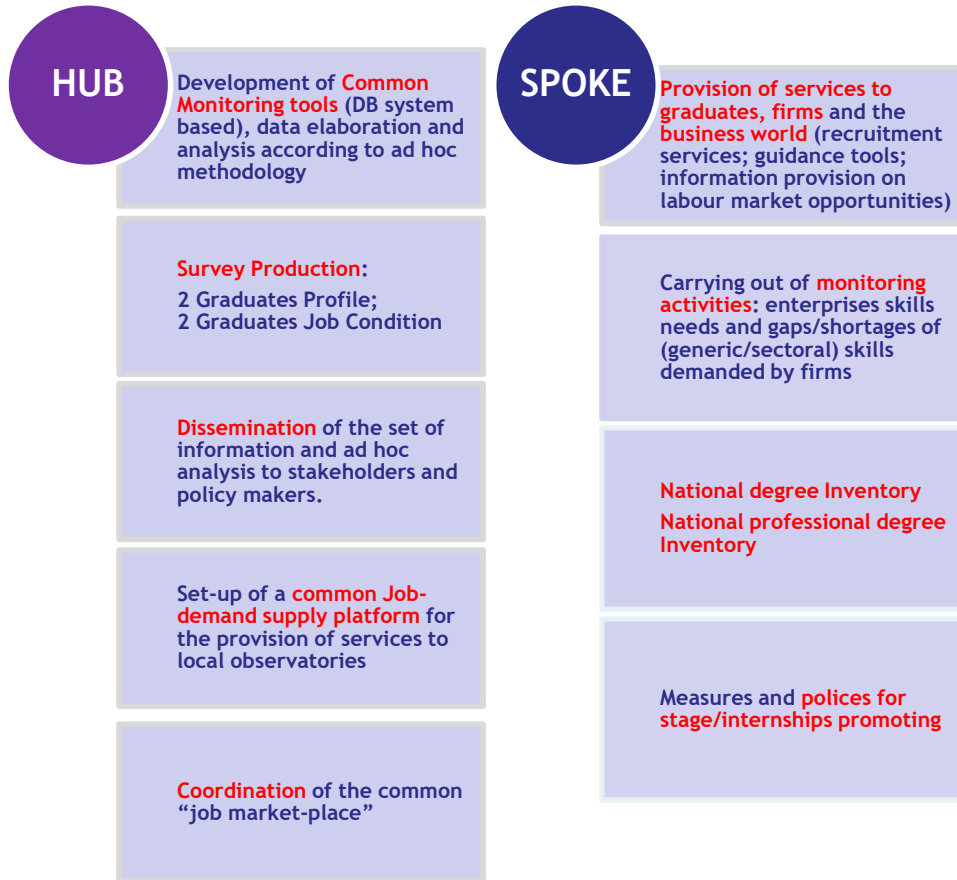 HUB
Development of Common
Monitoring tools (DB system
based), data elaboration and
analysis according to ad hoc
methodology
Survey Production:
2 Graduates Profile;
2 Graduates Job Condition
Dissemination of the set of
information and ad hoc
analysis to stakeholders and
policy makers.
Set-up of a common Job-
demand supply platform for
the provision of services to
local observatories
Coordination of the common
“job market-place”
SPOKE
Provision of services to
graduates, firms and the
business world (recruitment
services; guidance tools;
information provision on
labour market opportunities)
Carrying out of monitoring
activities: enterprises skills
needs and gaps/shortages of
(generic/sectoral) skills
demanded by firms
National degree Inventory
National professional degree
Inventory
Measures and polices for
stage/internships promoting